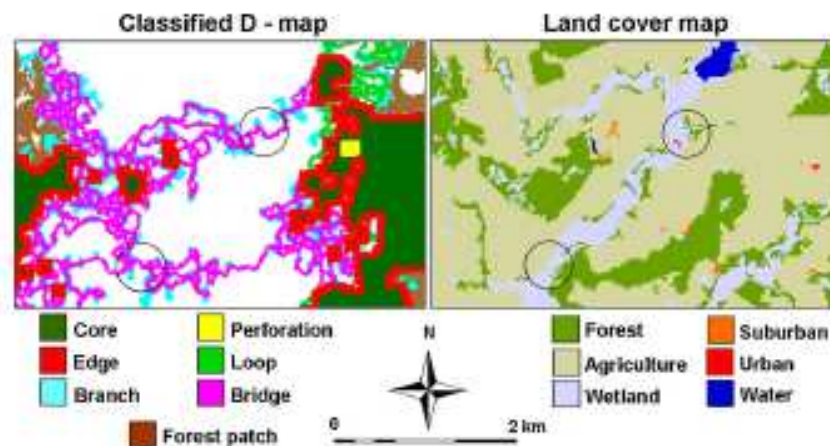 Classified D - map
Land cover map
Core
Perforation
N
Forest
Suburban
Edge
Loop
Agriculture
Urban
Branch
Bridge
Wetland
Water
Forest patch
0
2 km